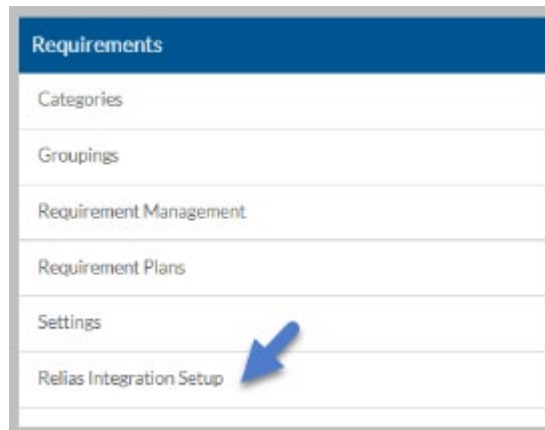 Requirements
Categories
Groupings
Requirement Management
Requirement Plans
Settings
Relias Integration Setup